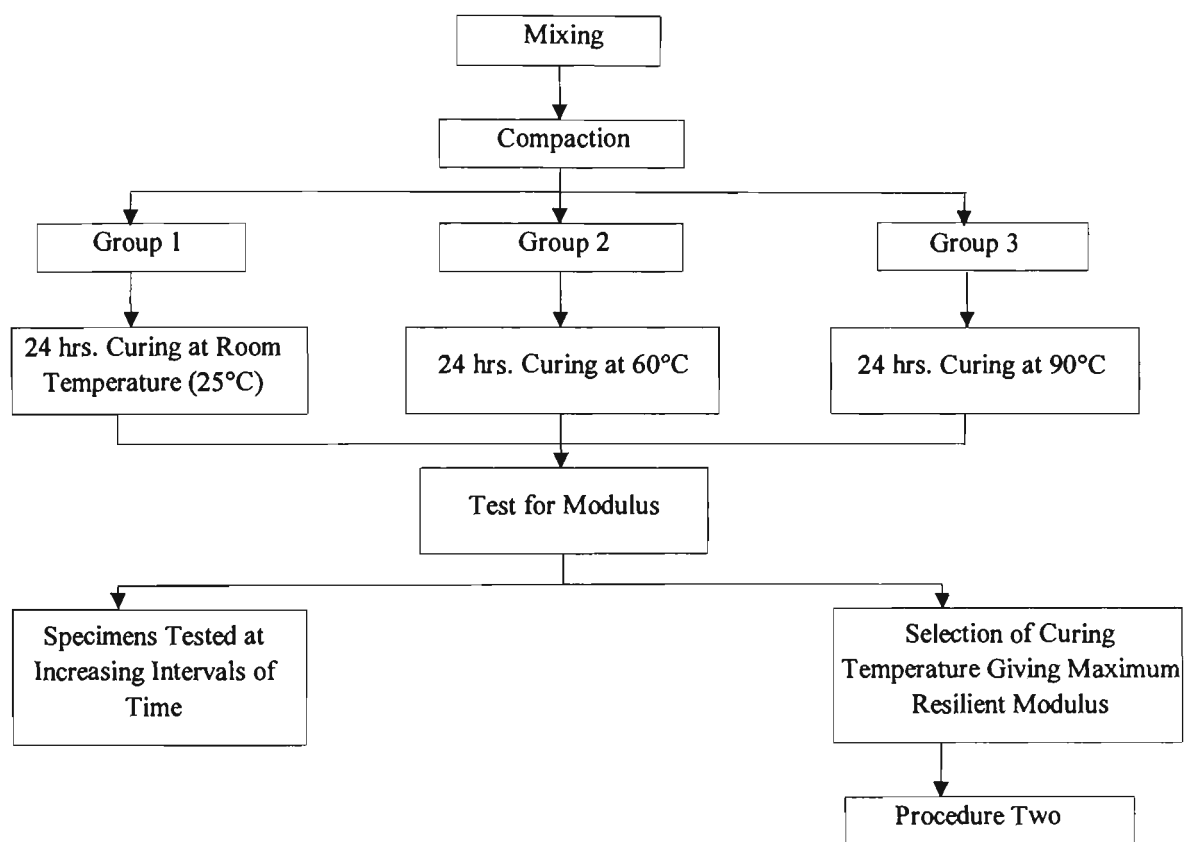 Mixing
Compaction
Group 1
Group 2
Group 3
24 hrs. Curing at Room
Temperature (25°C)
24 hrs. Curing at 60°C
24 hrs. Curing at 90°C
Test for Modulus
Specimens Tested at
Increasing Intervals of
Time
Selection of Curing
Temperature Giving Maximum
Resilient Modulus
Procedure Two